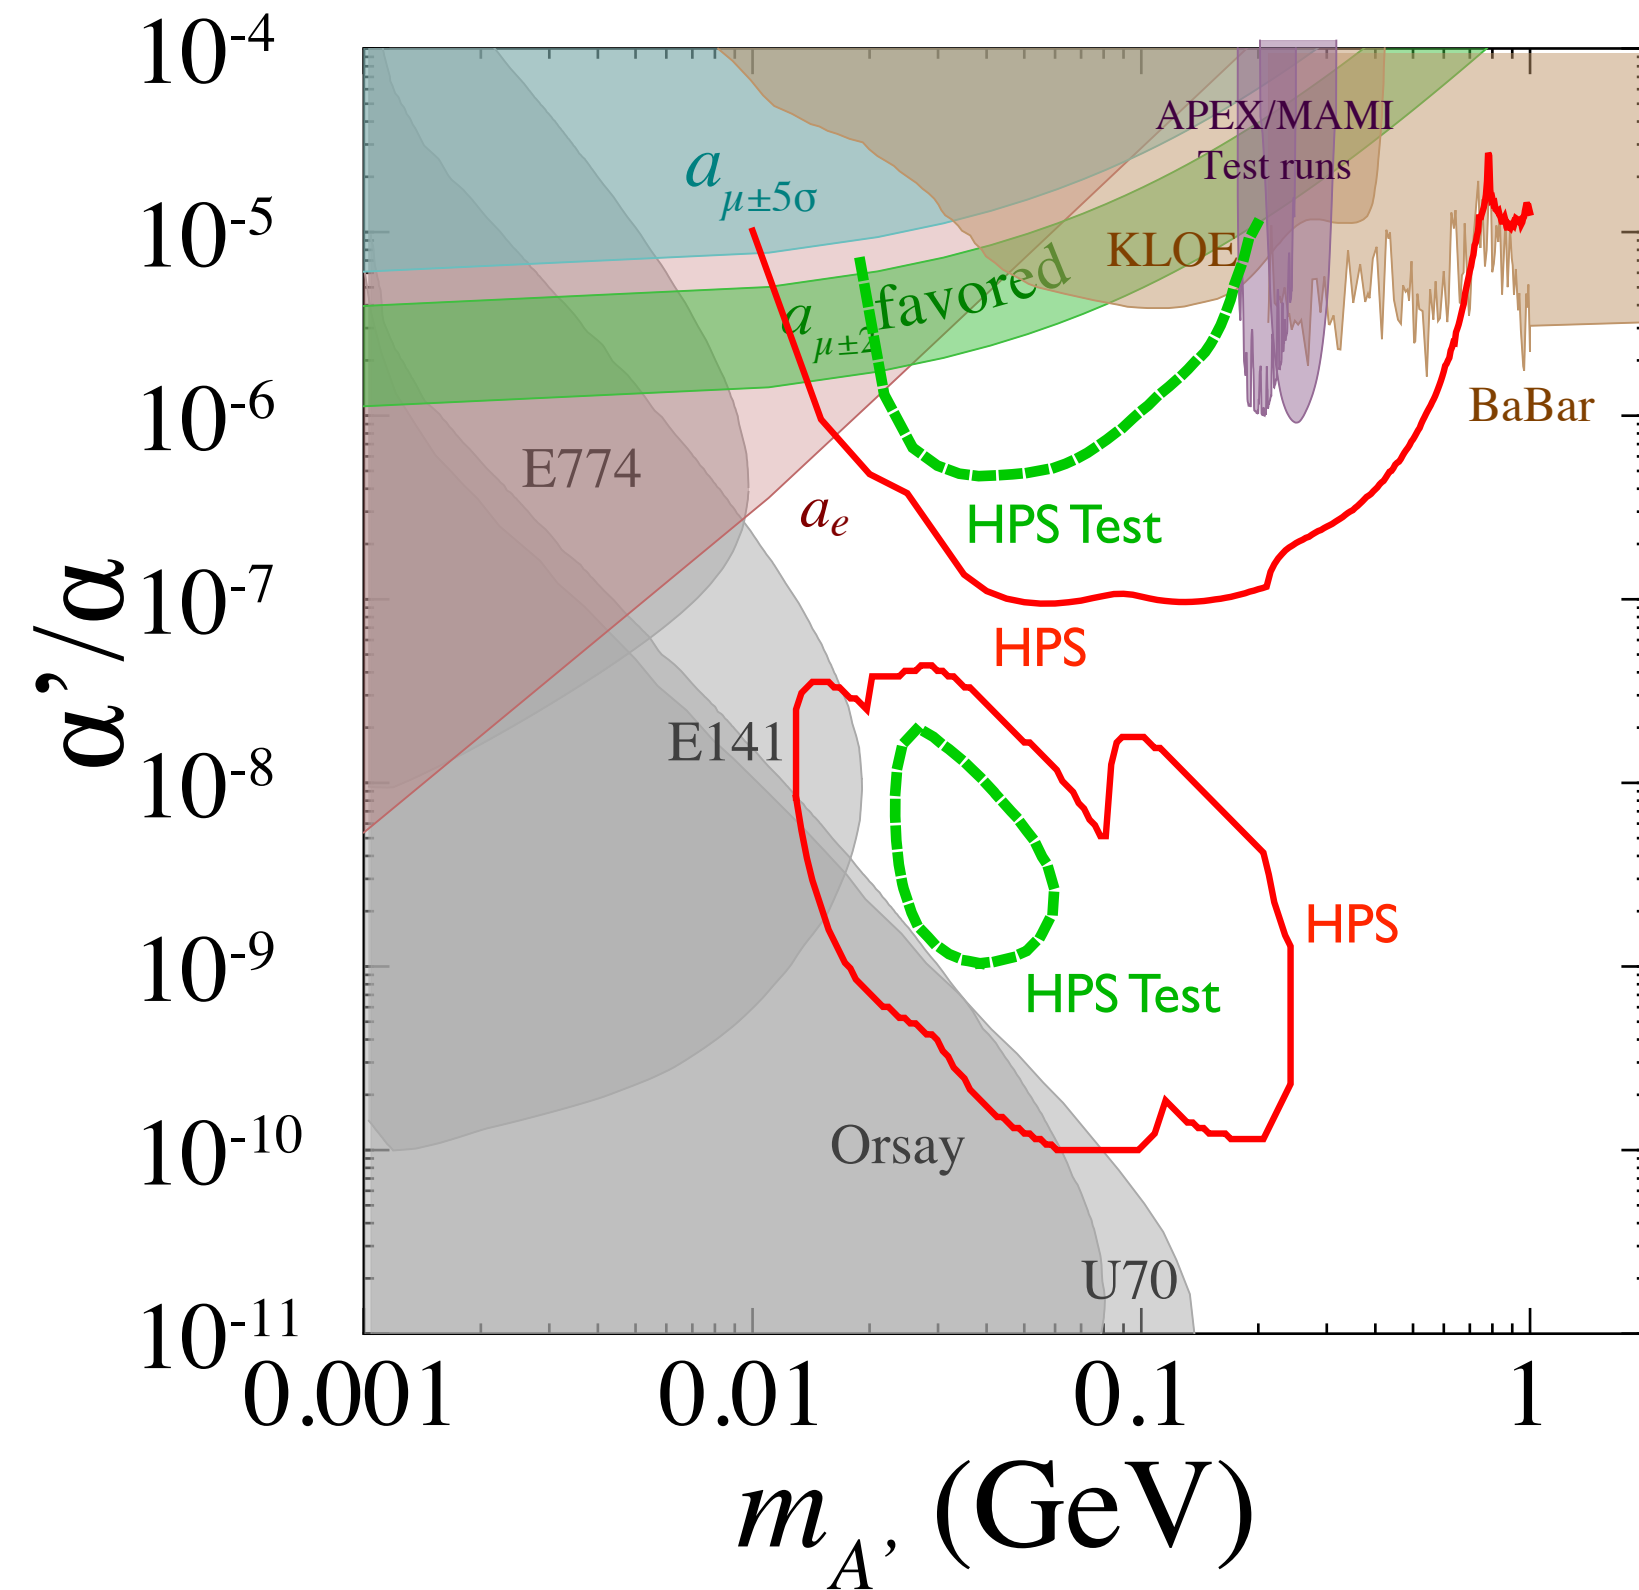 10-4
10-5
10-6
10-7
10-8
10-9
10-10
10-11
α’/α
0.001
0.01
0.1
1
mA’ (GeV)
aμ±5σ
APEX/MAMI
Test runs
KLOE
aμ±2 favored
BaBar
E774
ae
HPS Test
HPS
E141
HPS
HPS Test
Orsay
U70